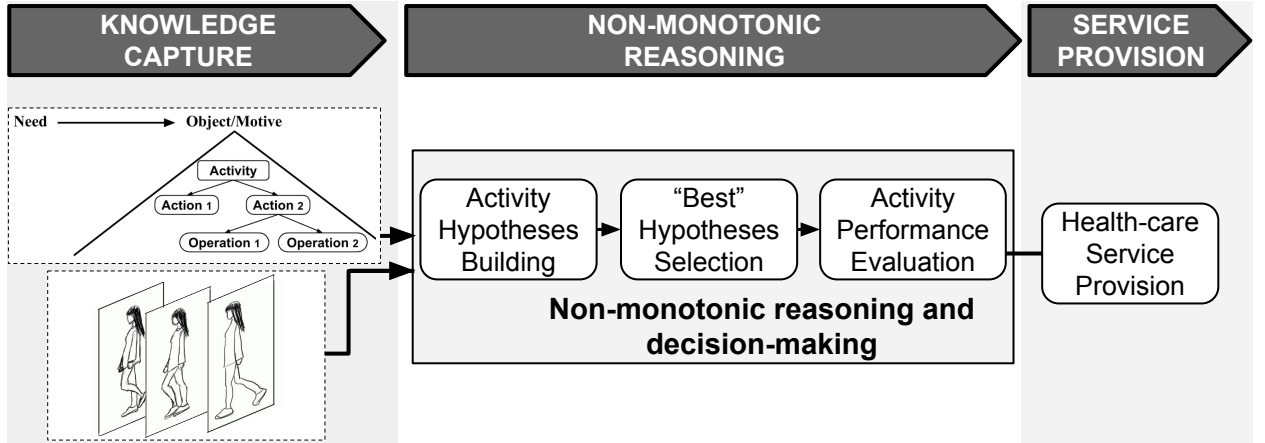 KNOWLEDGE
CAPTURE
NON-MONOTONIC
REASONING
SERVICE
PROVISION
Need
Object/Motive
Activity
Action 1
Action 2
Operation 1
Operation 2
Activity
Hypotheses
Building
“Best”
Hypotheses
Selection
Activity
Performance
Evaluation
Non-monotonic reasoning and
decision-making
Health-care
Service
Provision